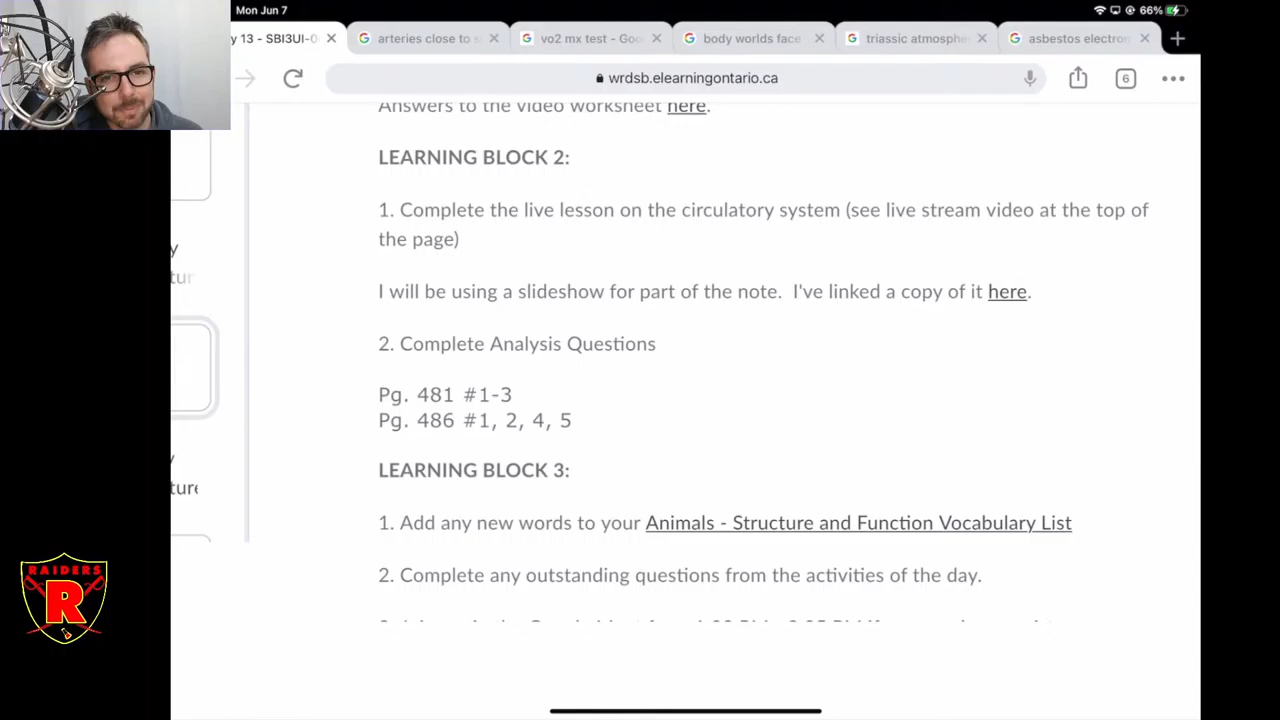 Mon Jun 7
66%
y 13 - SBI3UI-0
arteries close to s
vo2 mx test - Goo
body worlds face
triassic atmosphe
asbestos electron
wrdsb.elearningontario.ca
6
Answers to the video worksheet here.
LEARNING BLOCK 2:
1. Complete the live lesson on the circulatory system (see live stream video at the top of
the page)
I will be using a slideshow for part of the note. I've linked a copy of it here.
2. Complete Analysis Questions
Pg. 481 #1-3
Pg. 486 #1, 2, 4, 5
LEARNING BLOCK 3:
1. Add any new words to your Animals - Structure and Function Vocabulary List
2. Complete any outstanding questions from the activities of the day.
y
tur
y
ture
RAIDERS
R